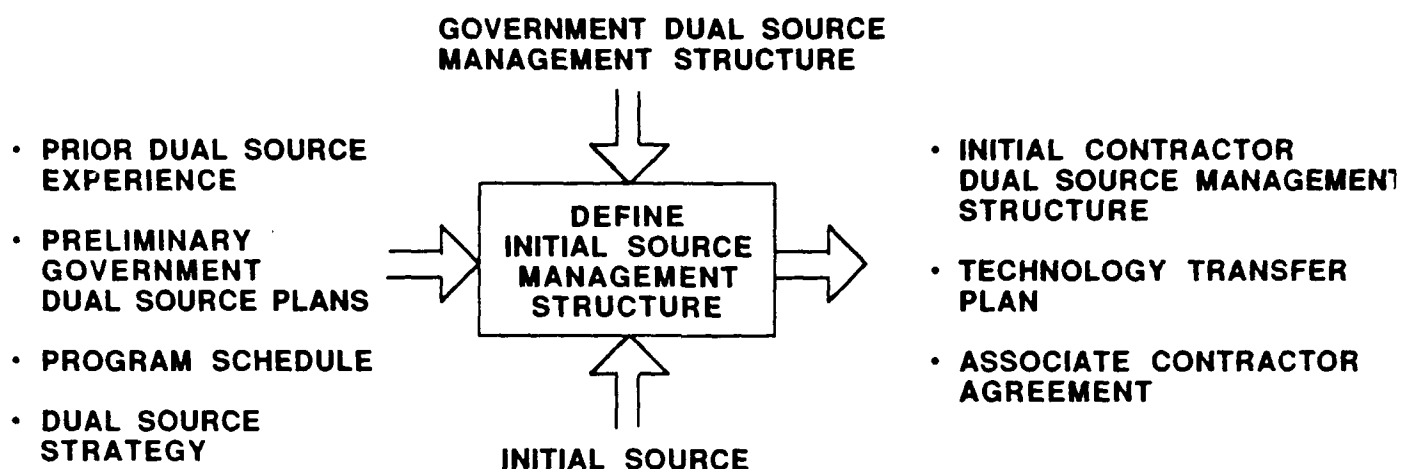 GOVERNMENT DUAL SOURCE
MANAGEMENT STRUCTURE
· PRIOR DUAL SOURCE
EXPERIENCE
· PRELIMINARY
GOVERNMENT
DUAL SOURCE PLANS
· PROGRAM SCHEDULE
· DUAL SOURCE
STRATEGY
DEFINE
INITIAL SOURCE
MANAGEMENT
STRUCTURE
INITIAL SOURCE
· INITIAL CONTRACTOR
DUAL SOURCE MANAGEMENT
STRUCTURE
· TECHNOLOGY TRANSFER
PLAN
· ASSOCIATE CONTRACTOR
AGREEMENT